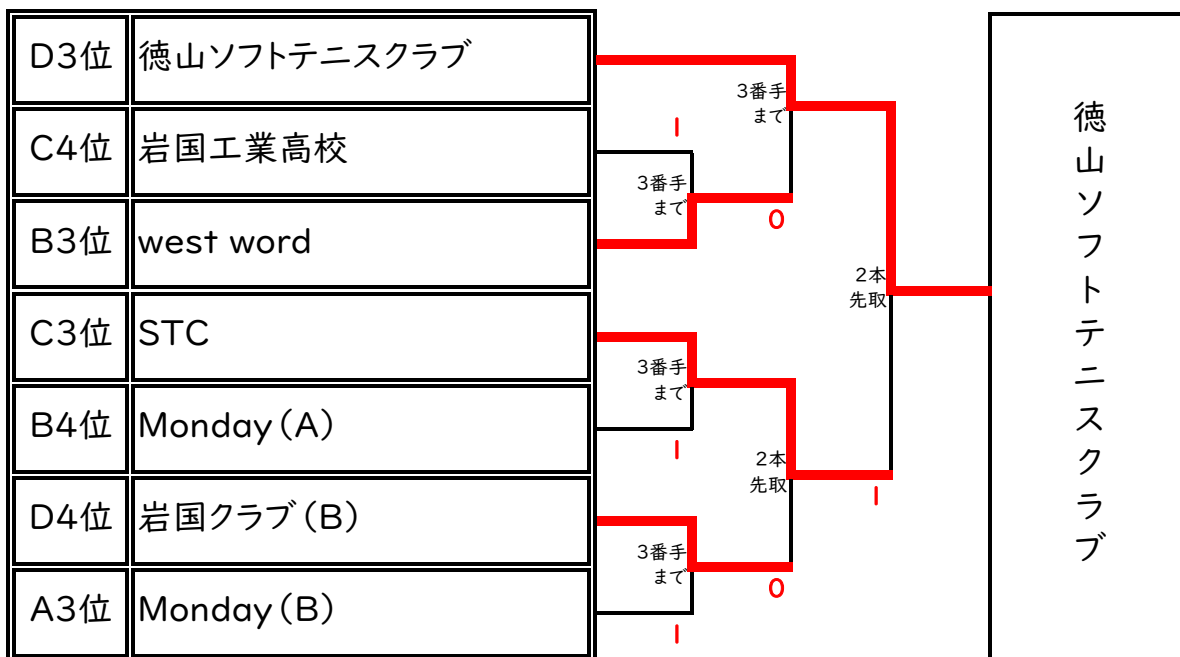 D3位 徳山ソフトテニスクラブ
C4位 岩国工業高校
B3位 west word
C3位 STC
B4位 Monday(A)
D4位 岩国クラブ(B)
A3位 Monday(B)
1
3番手
まで
3番手
まで
1
3番手
まで
1
3番手
まで
0
2本
先取
0
2本
先取
1
徳山ソフトテニスクラブ